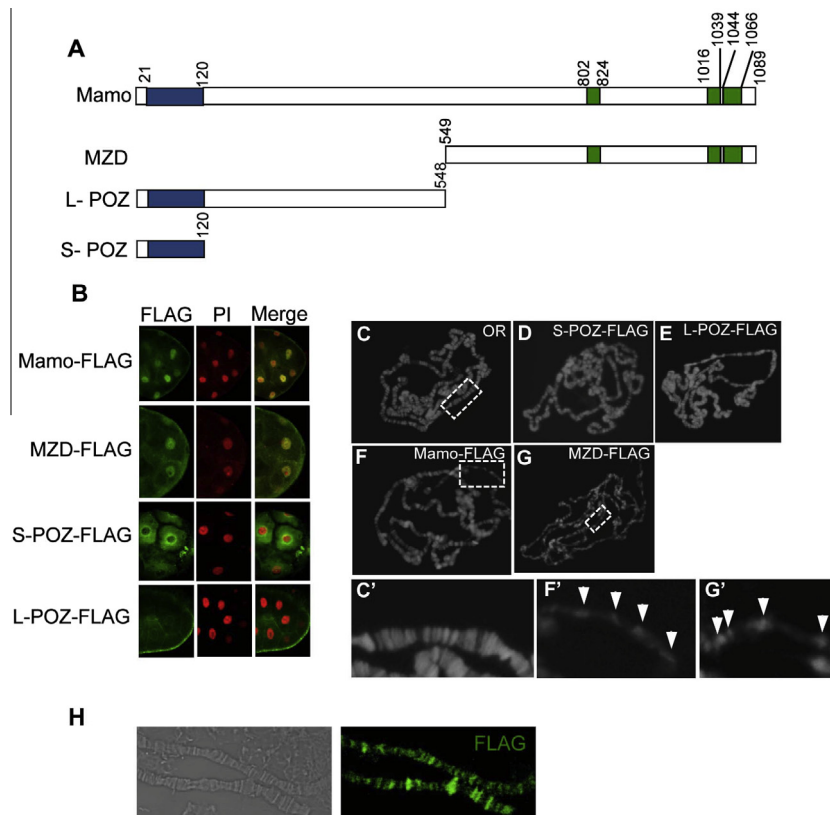 A
21
120
802
824
1016
1039
1044
1066
1089
Mamo
549
MZD
548
L- POZ
120
S- POZ
B
FLAG PI Merge
Mamo-FLAG
MZD-FLAG
S-POZ-FLAG
L-POZ-FLAG
C OR
D S-POZ-FLAG
E L-POZ-FLAG
F Mamo-FLAG
G MZD-FLAG
C'
F'
G'
H
FLAG